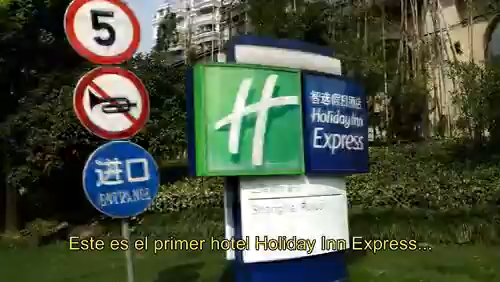 5
进口
ENTRANCE
H
智选假日酒店
Holiday Inn
Express
Este es el primer hotel Holiday Inn Express...